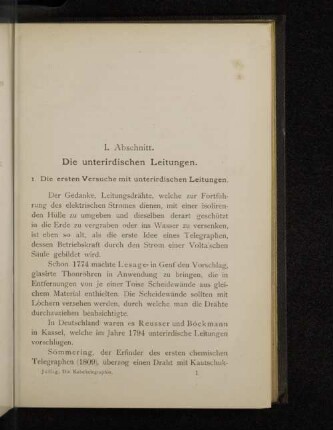 I. Abschnitt.
Die unterirdischen Leitungen.
1. Die ersten Versuche mit unterirdischen Leitungen.
Der Gedanke, Leitungsdrähte, welche zur Fortfüh-
rung des elektrischen Stromes dienen, mit einer isoliren-
den Hülle zu umgeben und dieselben derart geschützt
in die Erde zu vergraben oder ins Wasser zu versenken,
ist eben so alt, als die erste Idee eines Telegraphen,
dessen Betriebskraft durch den Strom einer Volta'schen
Säule gebildet wird.
Schon 1774 machte Lesage in Genf den Vorschlag,
glasirte Thonröhren in Anwendung zu bringen, die in
Entfernungen von je einer Toise Scheidewände aus glei-
chem Material enthielten. Die Scheidewände sollten mit
Löchern versehen werden, durch welche man die Drähte
durchzuziehen beabsichtigte.
In Deutschland waren es Reusser und Böckmann
in Kassel, welche im Jahre 1794 unterirdische Leitungen
vorschlugen.
Sömmering, der Erfinder des ersten chemischen
Telegraphen (1809), überzog einen Draht mit Kautschuk-
Jüllig, Die Kabeltelegraphie. 1